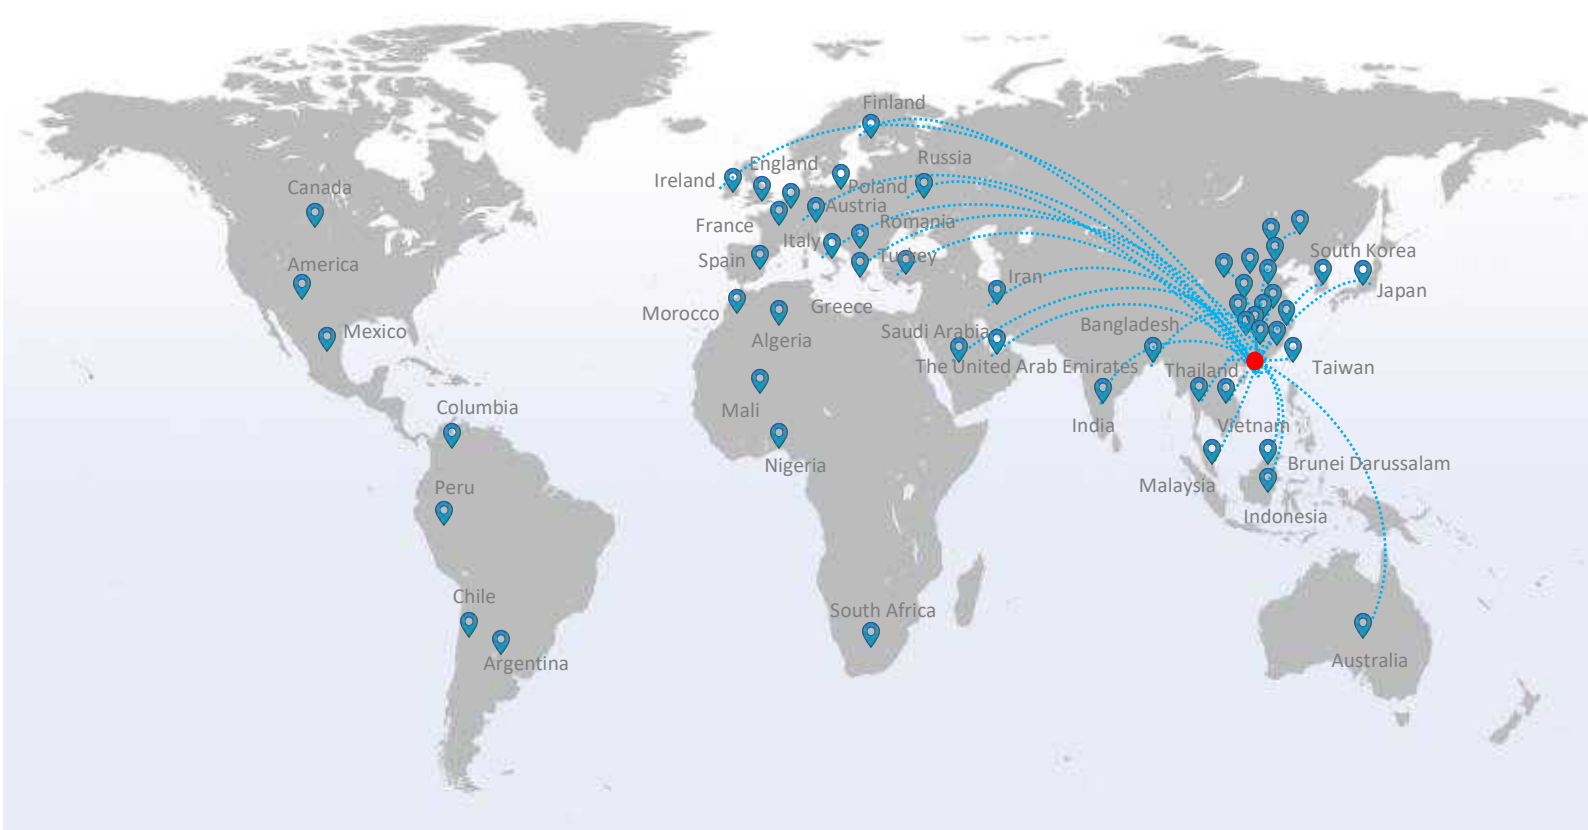 Finland
England
Russia
Ireland
Poland
Canada
Austria
France
Romania
Italy
South Korea
Spain
Turkey
America
Iran
Japan
Morocco
Greece
Mexico
Algeria
Saudi Arabia
Bangladesh
The United Arab Emirates
Thailand
Taiwan
Columbia
Mali
India
Vietnam
Nigeria
Brunei Darussalam
Peru
Malaysia
Indonesia
Chile
South Africa
Argentina
Australia